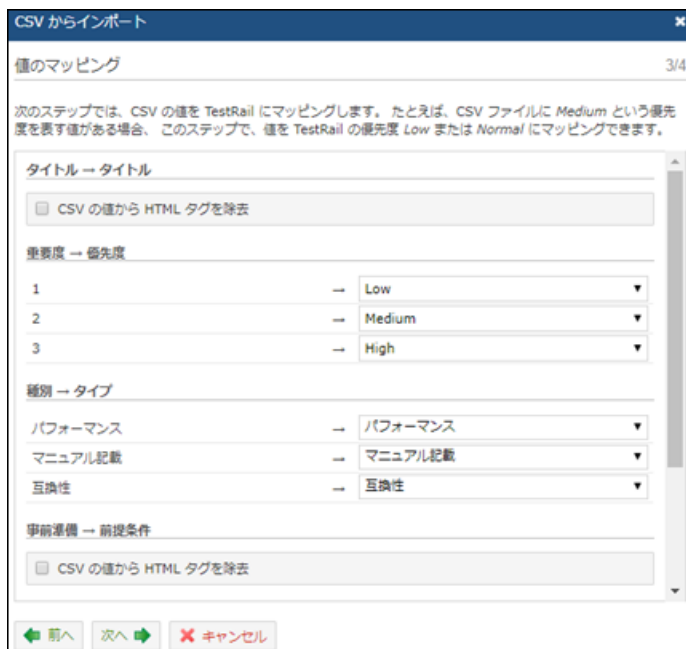 CSV からインポート
値のマッピング 3/4
次のステップでは、CSV の値を TestRail にマッピングします。 たとえば、CSV ファイルに Medium という優先
度を表す値がある場合、 このステップで、値を TestRail の優先度 Low または Normal にマッピングできます。
タイトル → タイトル
CSV の値から HTML タグを除去
重要度 → 優先度
1 → Low
2 → Medium
3 → High
種別 → タイプ
パフォーマンス → パフォーマンス
マニュアル記載 → マニュアル記載
互換性 → 互換性
事前準備 → 前提条件
CSV の値から HTML タグを除去
前へ 次へ キャンセル